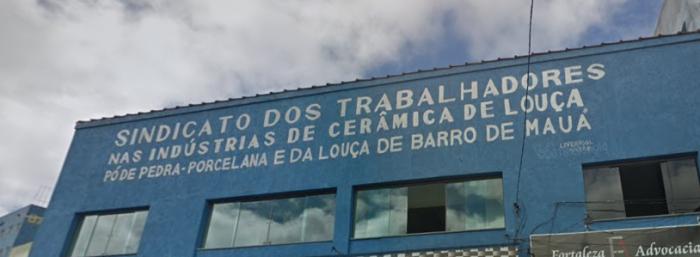 SINDICATO DOS TRABALHADORES
NAS INDÚSTRIAS DE CERÂMICA DE LOUÇA
PÓ DE PEDRA-PORCELANA E DA LOUÇA DE BARRO DE MAUÁ
Fortaleza Advocacia